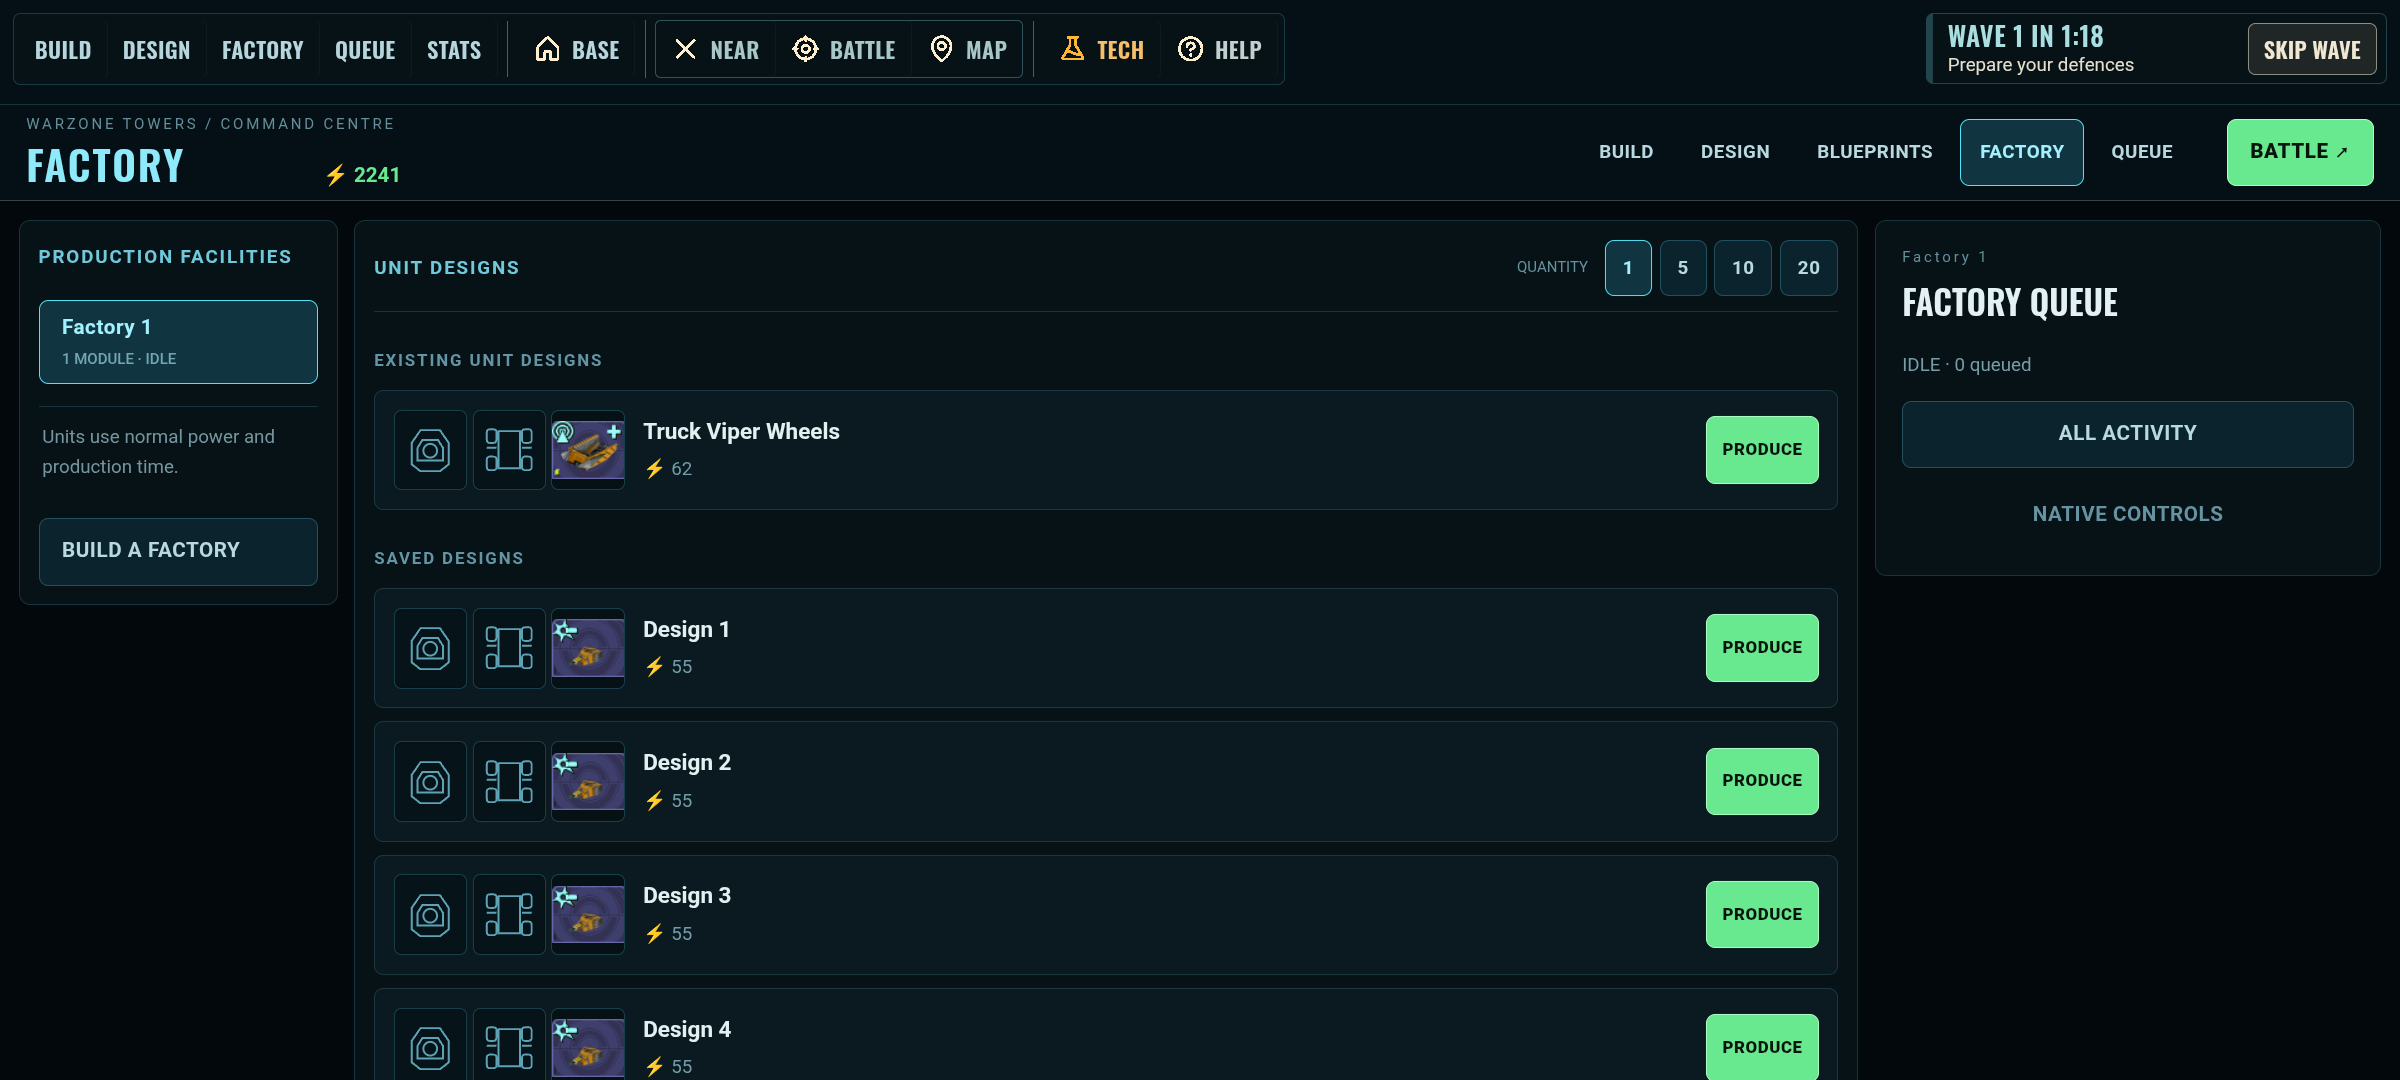 BUILD DESIGN FACTORY QUEUE STATS BASE NEAR BATTLE MAP TECH HELP
WAVE 1 IN 1:18
Prepare your defences
SKIP WAVE
WARZONE TOWERS / COMMAND CENTRE
FACTORY
⚡ 2241
BUILD DESIGN BLUEPRINTS FACTORY QUEUE BATTLE ↗
PRODUCTION FACILITIES
Factory 1
1 MODULE · IDLE
Units use normal power and
production time.
BUILD A FACTORY
UNIT DESIGNS
QUANTITY 1 5 10 20
EXISTING UNIT DESIGNS
Truck Viper Wheels
⚡ 62
PRODUCE
SAVED DESIGNS
Design 1
⚡ 55
PRODUCE
Design 2
⚡ 55
PRODUCE
Design 3
⚡ 55
PRODUCE
Design 4
⚡ 55
PRODUCE
Factory 1
FACTORY QUEUE
IDLE · 0 queued
ALL ACTIVITY
NATIVE CONTROLS